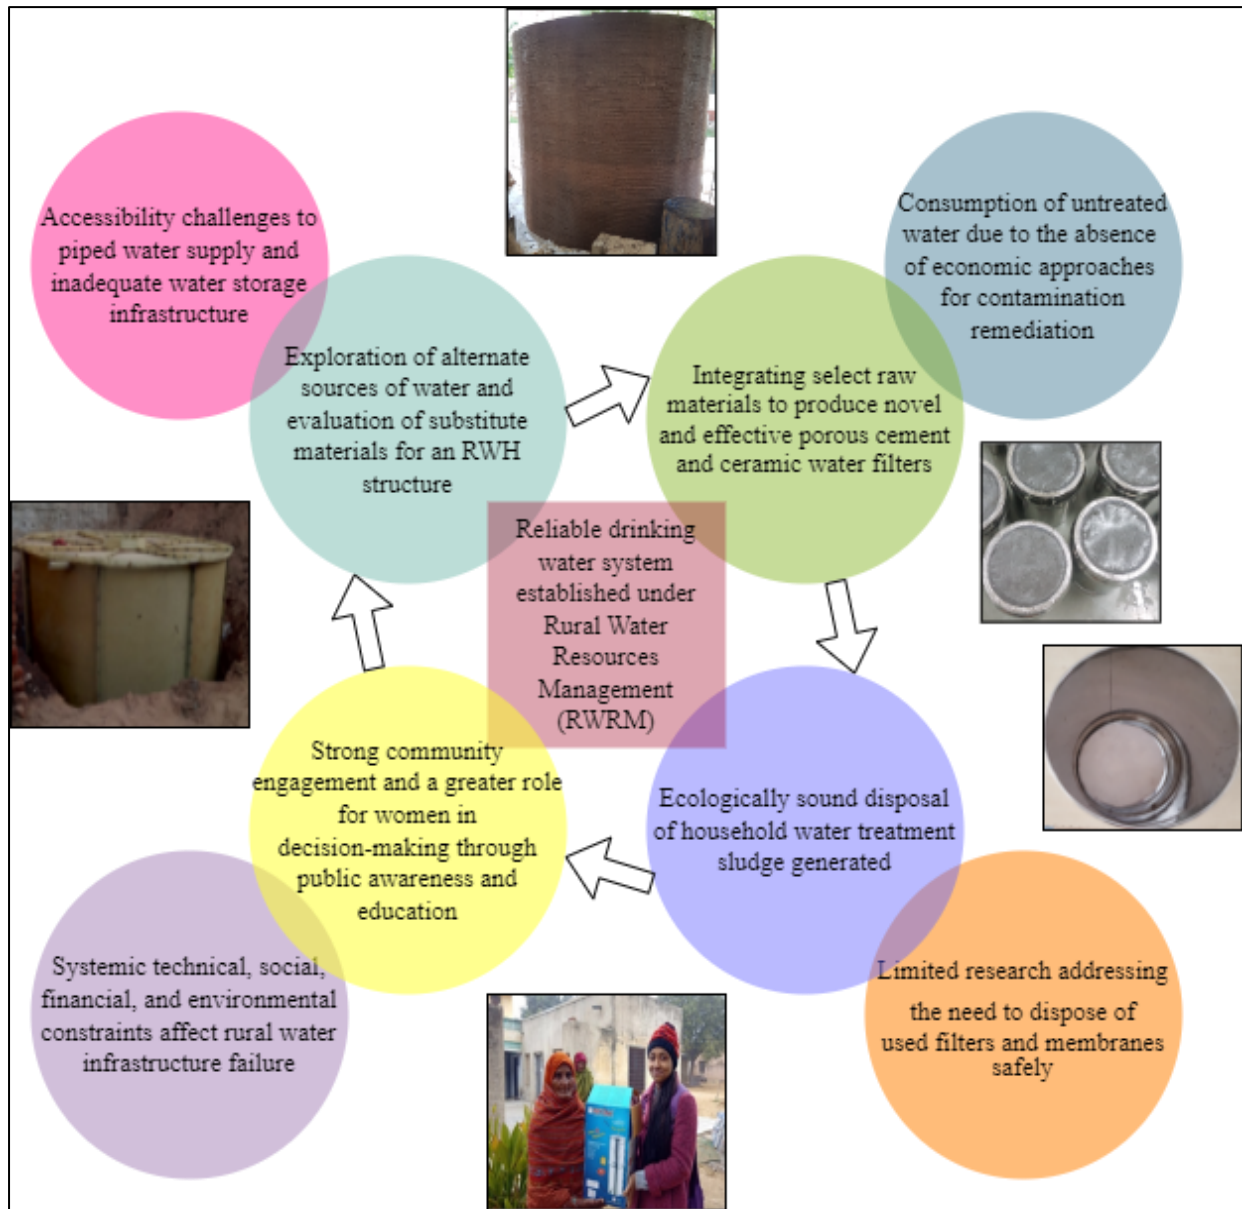 Accessibility challenges to
piped water supply and
inadequate water storage
infrastructure
Consumption of untreated
water due to the absence
of economic approaches
for contamination
remediation
Exploration of alternate
sources of water and
evaluation of substitute
materials for an RWH
structure
Integrating select raw
materials to produce novel
and effective porous cement
and ceramic water filters
Reliable drinking
water system
established under
Rural Water
Resources
Management
(RWRM)
Strong community
engagement and a greater role
for women in
decision-making through
public awareness and
education
Ecologically sound disposal
of household water treatment
sludge generated
Systemic technical, social,
financial, and environmental
constraints affect rural water
infrastructure failure
Limited research addressing
the need to dispose of
used filters and membranes
safely